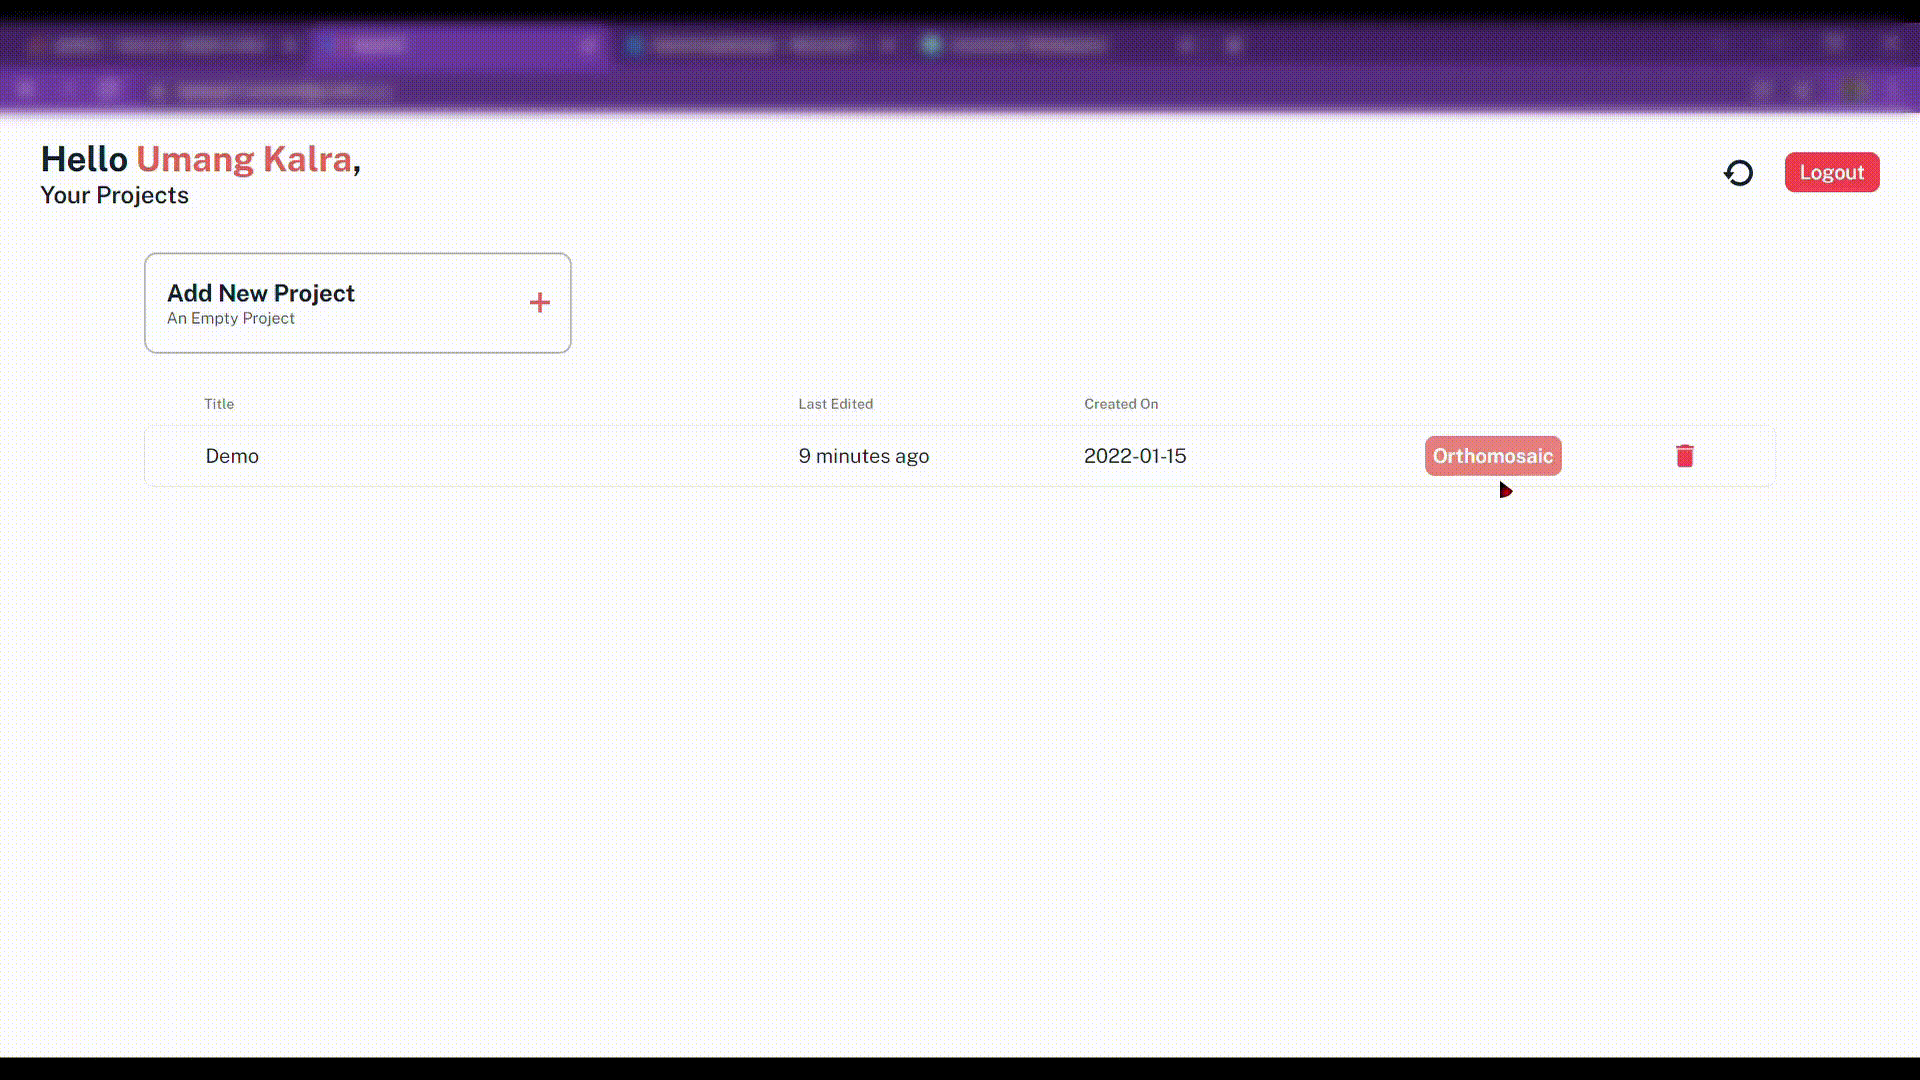 Hello Umang Kalra,
Your Projects
Logout
Add New Project
An Empty Project
Title Last Edited Created On
Demo 9 minutes ago 2022-01-15 Orthomosaic